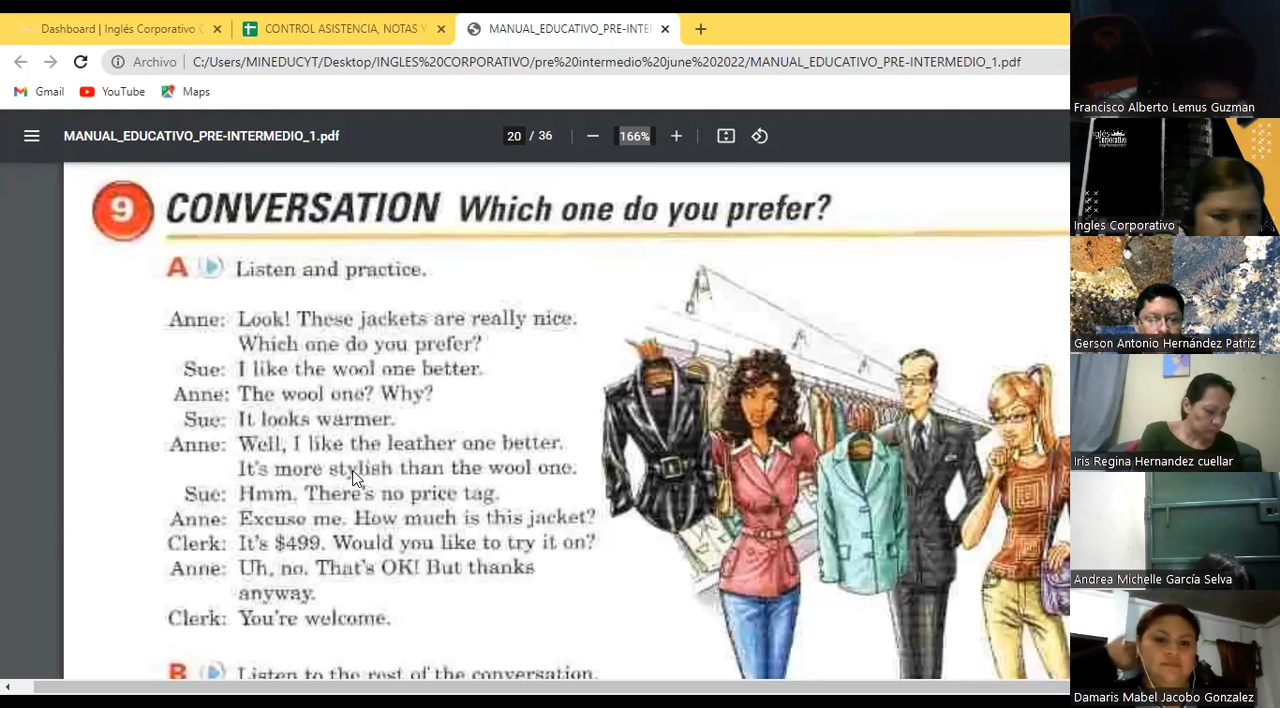 Dashboard | Inglés Corporativo
CONTROL ASISTENCIA, NOTAS Y
MANUAL_EDUCATIVO_PRE-INTER
Archivo
C:/Users/MINEDUCYT/Desktop/INGLES%20CORPORATIVO/pre%20intermedio%20june%202022/MANUAL_EDUCATIVO_PRE-INTERMEDIO_1.pdf
Gmail
YouTube
Maps
MANUAL_EDUCATIVO_PRE-INTERMEDIO_1.pdf
20 / 36
166%
9 CONVERSATION Which one do you prefer?
A Listen and practice.
Anne: Look! These jackets are really nice.
Which one do you prefer?
Sue: I like the wool one better.
Anne: The wool one? Why?
Sue: It looks warmer.
Anne: Well, I like the leather one better.
It's more stylish than the wool one.
Sue: Hmm. There's no price tag.
Anne: Excuse me. How much is this jacket?
Clerk: It's $499. Would you like to try it on?
Anne: Uh, no. That's OK! But thanks
anyway.
Clerk: You're welcome.
B Listen to the rest of the conversation.
Francisco Alberto Lemus Guzman
Inglés
Corporativo
Ingles Corporativo
Gerson Antonio Hernández Patriz
Iris Regina Hernandez cuellar
Andrea Michelle García Selva
Damaris Mabel Jacobo Gonzalez